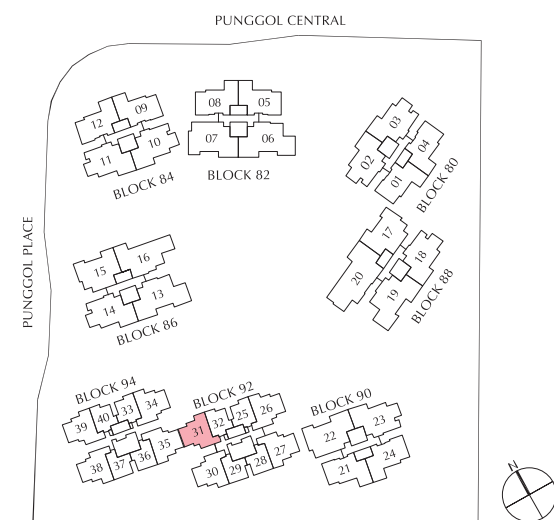 PUNGGOL CENTRAL
PUNGGOL PLACE
12 09
11 10
BLOCK 84
08 05
07 06
BLOCK 82
03
02 04
01
BLOCK 80
15 16
14 13
BLOCK 86
17
20 18
19
BLOCK 88
BLOCK 94
39 40 33 34
38 37 36 35
BLOCK 92
31 32 25 26
30 29 28 27
BLOCK 90
22 23
21 24
N